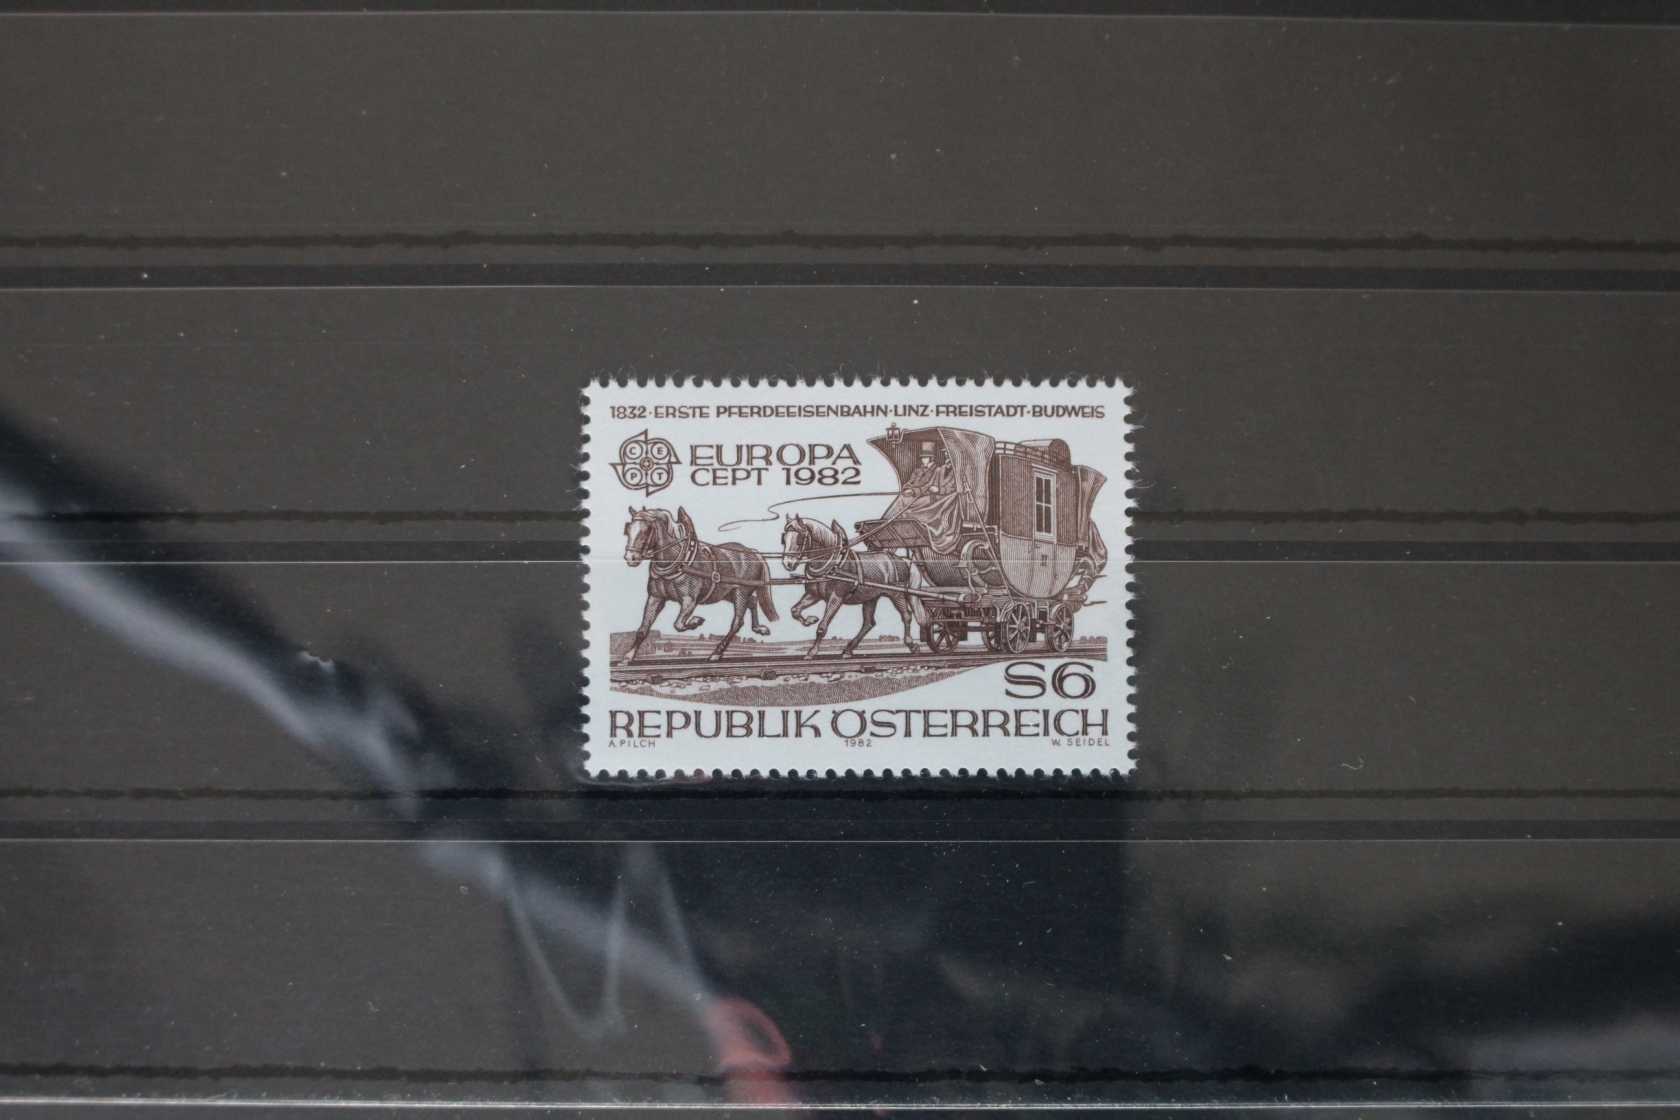 1832·ERSTE PFERDEEISENBAHN·LINZ·FREISTADT·BUDWEIS
C E P T
EUROPA
CEPT 1982
S6
REPUBLIK ÖSTERREICH
A. PILCH 1982 W. SEIDEL